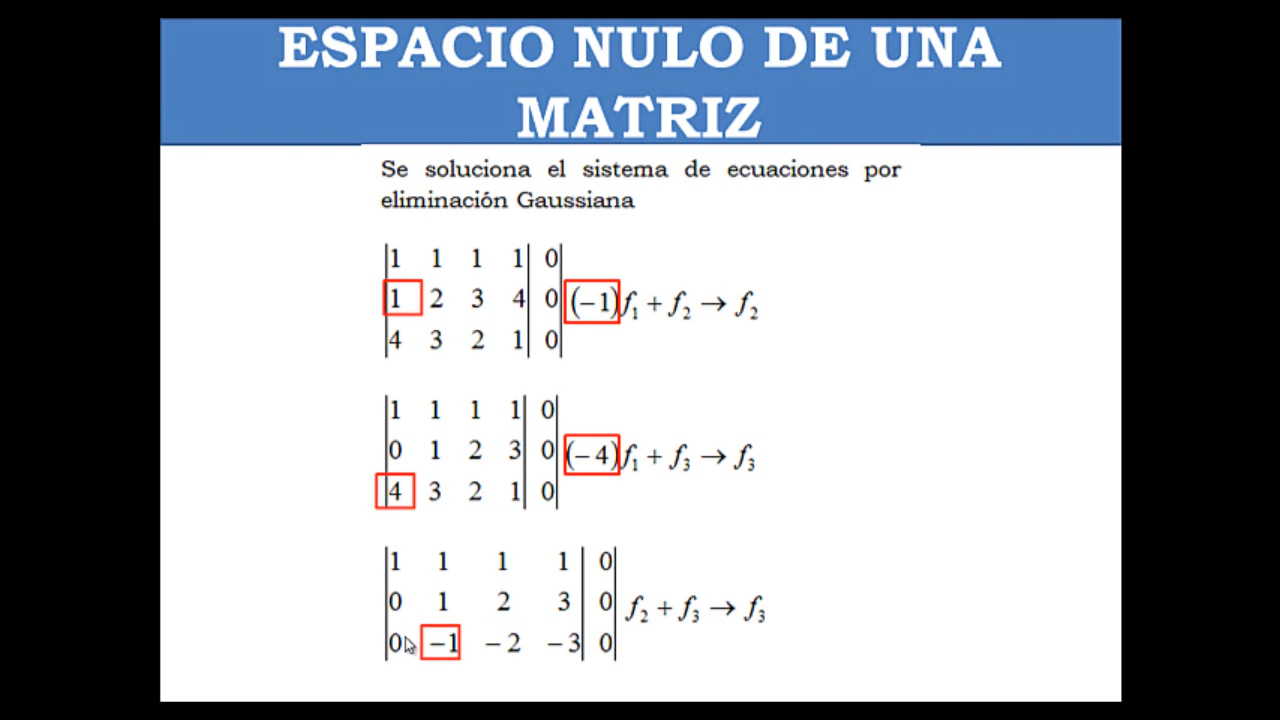 ESPACIO NULO DE UNA
MATRIZ
Se soluciona el sistema de ecuaciones por
eliminación Gaussiana
|1 1 1 1| 0|
|1 2 3 4| 0| (−1)f₁ + f₂ → f₂
|4 3 2 1| 0|
|1 1 1 1| 0|
|0 1 2 3| 0| (−4)f₁ + f₃ → f₃
|4 3 2 1| 0|
|1 1 1 1| 0|
|0 1 2 3| 0| f₂ + f₃ → f₃
|0 −1 −2 −3| 0|